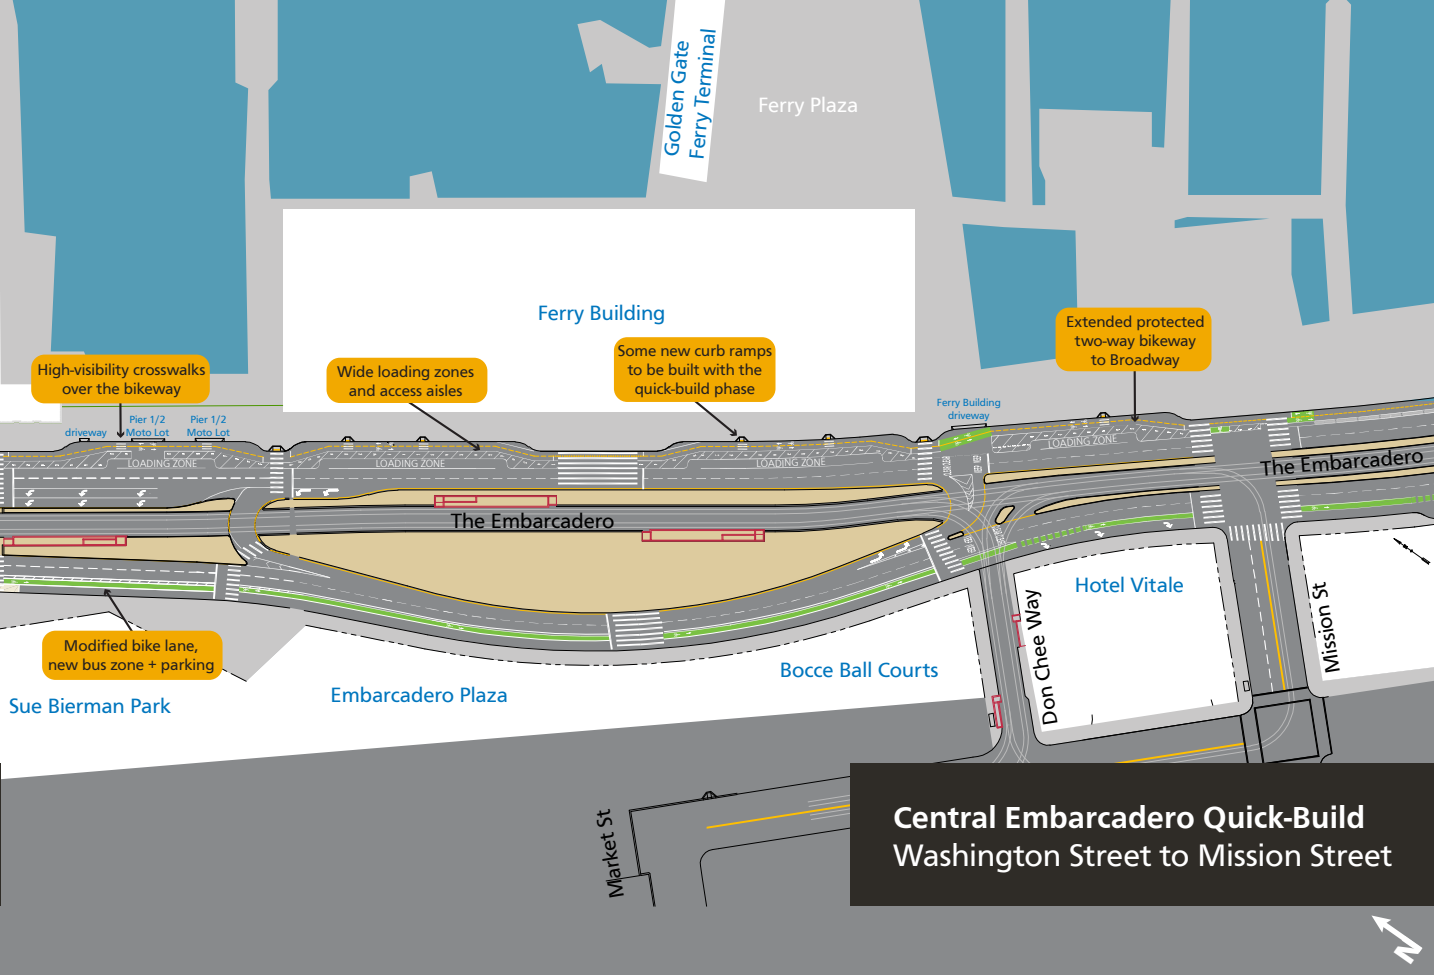 Golden Gate
Ferry Terminal
Ferry Plaza
Ferry Building
High-visibility crosswalks
over the bikeway
Wide loading zones
and access aisles
Some new curb ramps
to be built with the
quick-build phase
Extended protected
two-way bikeway
to Broadway
driveway
Pier 1/2
Moto Lot
Pier 1/2
Moto Lot
Ferry Building
driveway
LOADING ZONE
LOADING ZONE
LOADING ZONE
LOADING ZONE
The Embarcadero
The Embarcadero
Modified bike lane,
new bus zone + parking
Sue Bierman Park
Embarcadero Plaza
Bocce Ball Courts
Hotel Vitale
Don Chee Way
Mission St
Market St
Central Embarcadero Quick-Build
Washington Street to Mission Street
N